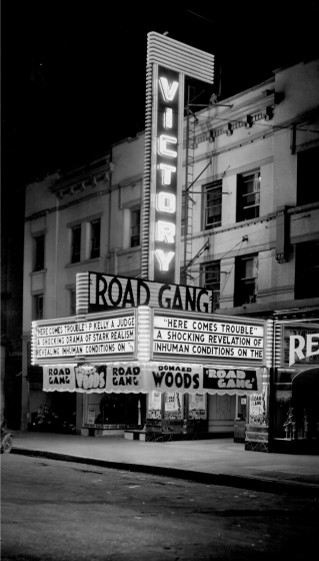 VICTORY
ROAD GANG
"HERE COMES TROUBLE" P. KELLY A JUDGE
A SHOCKING DRAMA OF STARK REALISM
REVEALING INHUMAN CONDITIONS ON
"HERE COMES TROUBLE"
A SHOCKING REVELATION OF
INHUMAN CONDITIONS ON THE
RE
ROAD GANG
WOODS
ROAD GANG
DONALD WOODS
ROAD GANG